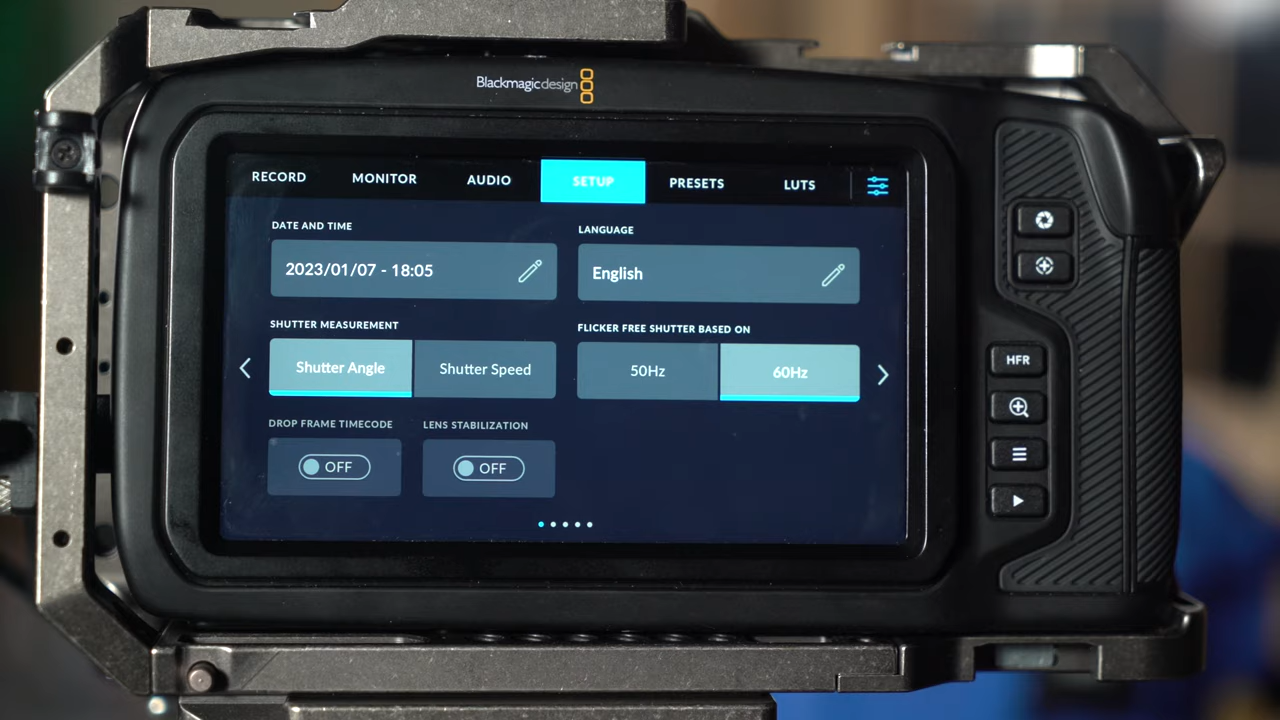 Blackmagicdesign
RECORD MONITOR AUDIO SETUP PRESETS LUTS
DATE AND TIME LANGUAGE
2023/01/07 - 18:05 English
SHUTTER MEASUREMENT FLICKER FREE SHUTTER BASED ON
Shutter Angle Shutter Speed 50Hz 60Hz
DROP FRAME TIMECODE LENS STABILIZATION
OFF OFF
HFR